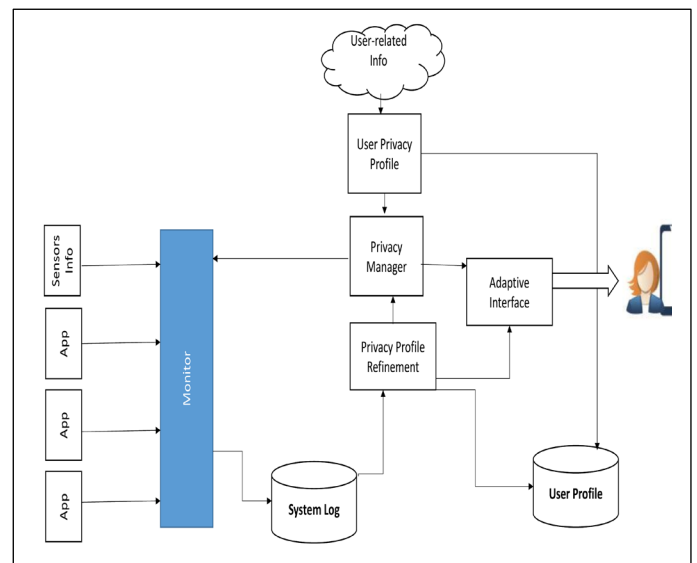 User-related
Info
User Privacy
Profile
Sensors
Info
Privacy
Manager
Adaptive
Interface
App
Privacy Profile
Refinement
Monitor
App
App
System Log
User Profile